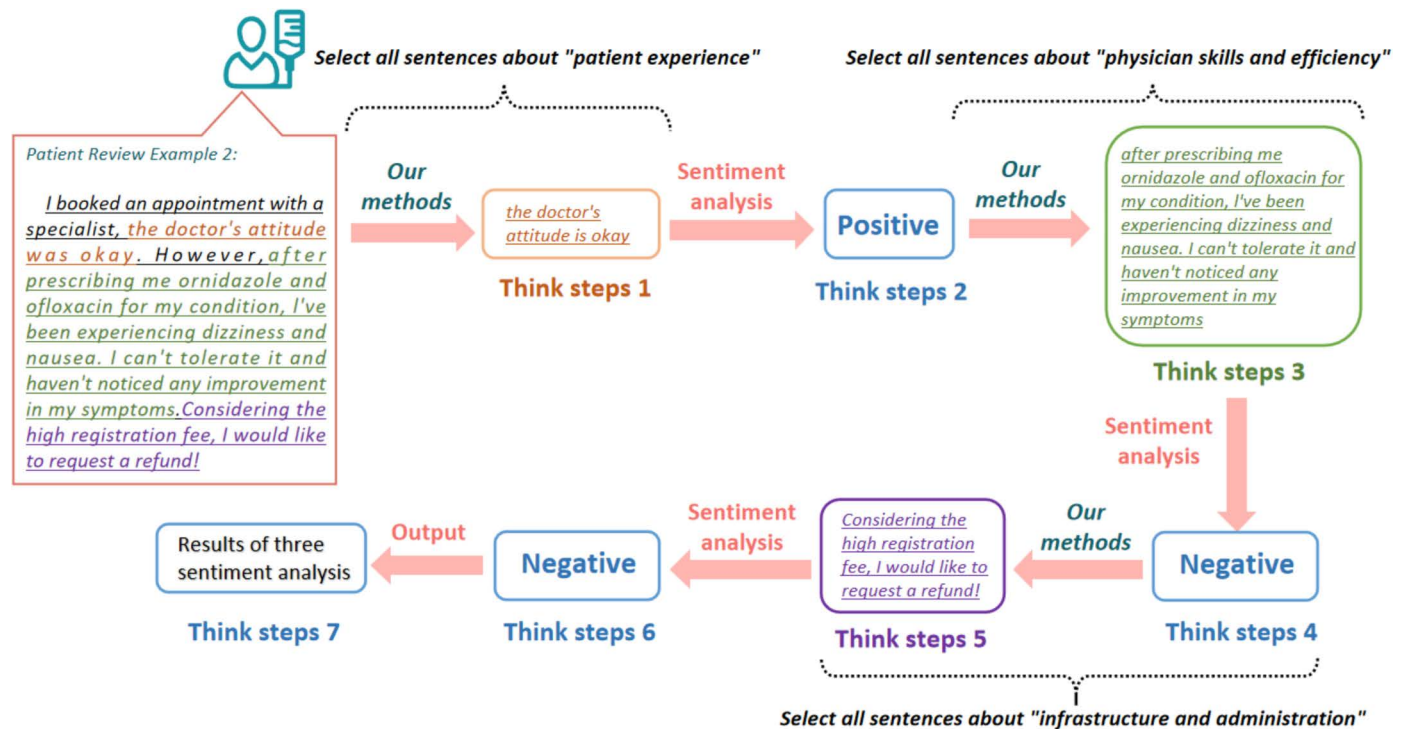 Select all sentences about "patient experience"
Select all sentences about "physician skills and efficiency"
Patient Review Example 2:
I booked an appointment with a
specialist, the doctor's attitude
was okay. However,after
prescribing me ornidazole and
ofloxacin for my condition, I've
been experiencing dizziness and
nausea. I can't tolerate it and
haven't noticed any improvement
in my symptoms.Considering the
high registration fee, I would like
to request a refund!
Our
methods
the doctor's
attitude is okay
Think steps 1
Sentiment
analysis
Positive
Think steps 2
Our
methods
after prescribing me
ornidazole and ofloxacin for
my condition, I've been
experiencing dizziness and
nausea. I can't tolerate it and
haven't noticed any
improvement in my
symptoms
Think steps 3
Sentiment
analysis
Negative
Think steps 4
Our
methods
Considering the
high registration
fee, I would like to
request a refund!
Think steps 5
Sentiment
analysis
Negative
Think steps 6
Output
Results of three
sentiment analysis
Think steps 7
Select all sentences about "infrastructure and administration"